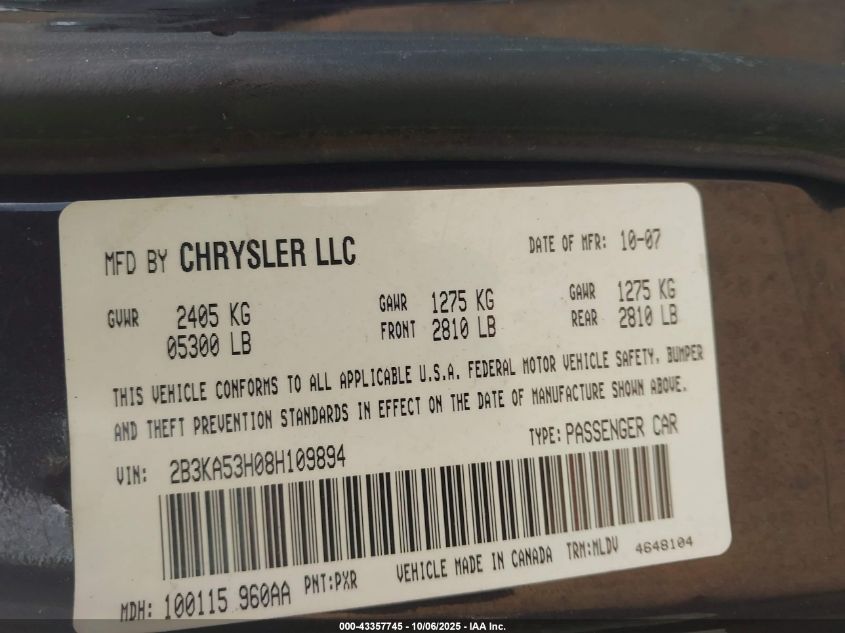 MFD BY CHRYSLER LLC DATE OF MFR: 10-07
GVWR 2405 KG GAWR 1275 KG GAWR 1275 KG
05300 LB FRONT 2810 LB REAR 2810 LB
THIS VEHICLE CONFORMS TO ALL APPLICABLE U.S.A. FEDERAL MOTOR VEHICLE SAFETY, BUMPER
AND THEFT PREVENTION STANDARDS IN EFFECT ON THE DATE OF MANUFACTURE SHOWN ABOVE.
VIN: 2B3KA53H08H109894 TYPE: PASSENGER CAR
MDH: 100115 960AA PNT:PXR VEHICLE MADE IN CANADA TRM:MLDV 4648104
000-43357745 - 10/06/2025 - IAA Inc.